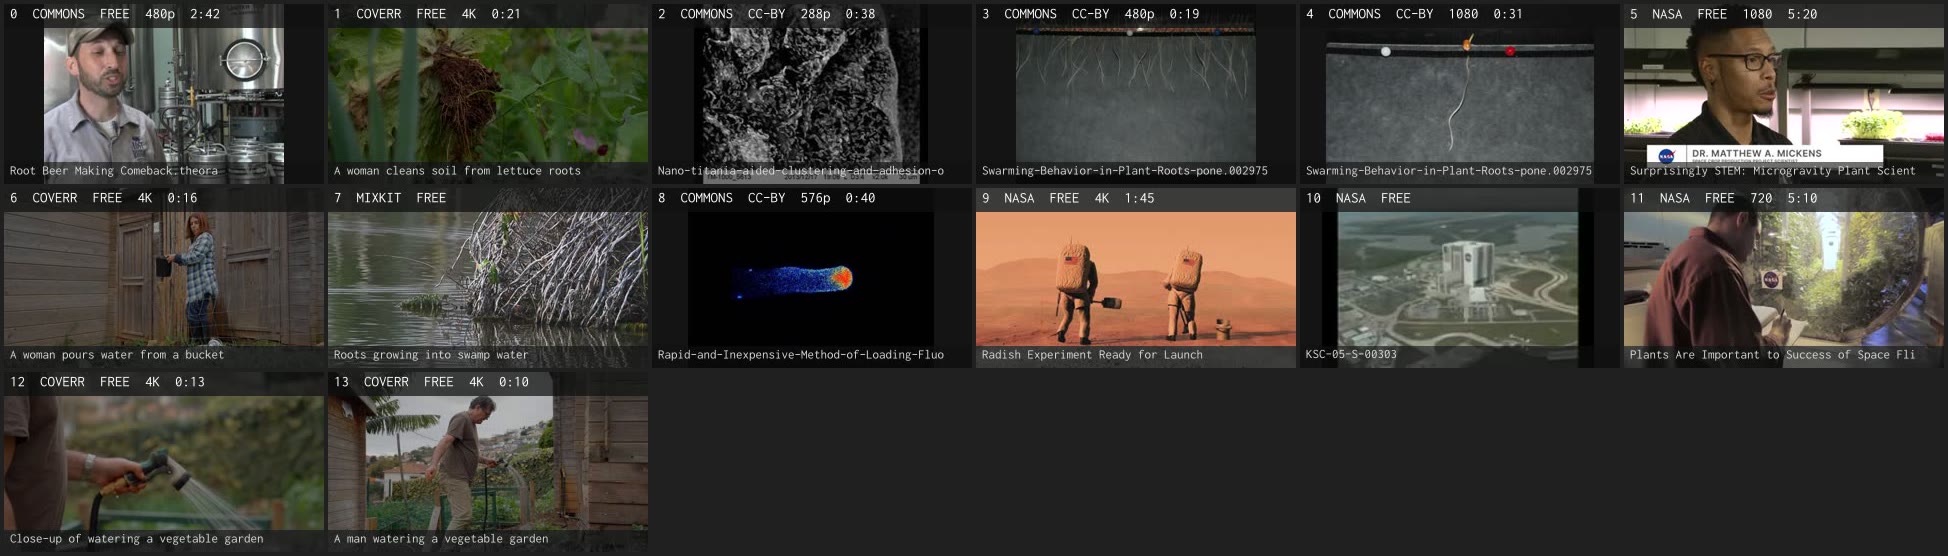 0 COMMONS FREE 480p 2:42
Root Beer Making Comeback.theora
1 COVERR FREE 4K 0:21
A woman cleans soil from lettuce roots
2 COMMONS CC-BY 288p 0:38
Nano-titania-aided-clustering-and-adhesion-o
3 COMMONS CC-BY 480p 0:19
Swarming-Behavior-in-Plant-Roots-pone.002975
4 COMMONS CC-BY 1080 0:31
Swarming-Behavior-in-Plant-Roots-pone.002975
5 NASA FREE 1080 5:20
NASA
DR. MATTHEW A. MICKENS
SPACE CROP PRODUCTION PROJECT SCIENTIST
Surprisingly STEM: Microgravity Plant Scient
6 COVERR FREE 4K 0:16
A woman pours water from a bucket
7 MIXKIT FREE
Roots growing into swamp water
8 COMMONS CC-BY 576p 0:40
Rapid-and-Inexpensive-Method-of-Loading-Fluo
9 NASA FREE 4K 1:45
Radish Experiment Ready for Launch
10 NASA FREE
KSC-05-S-00303
11 NASA FREE 720 5:10
NASA
Plants Are Important to Success of Space Fli
12 COVERR FREE 4K 0:13
Close-up of watering a vegetable garden
13 COVERR FREE 4K 0:10
A man watering a vegetable garden